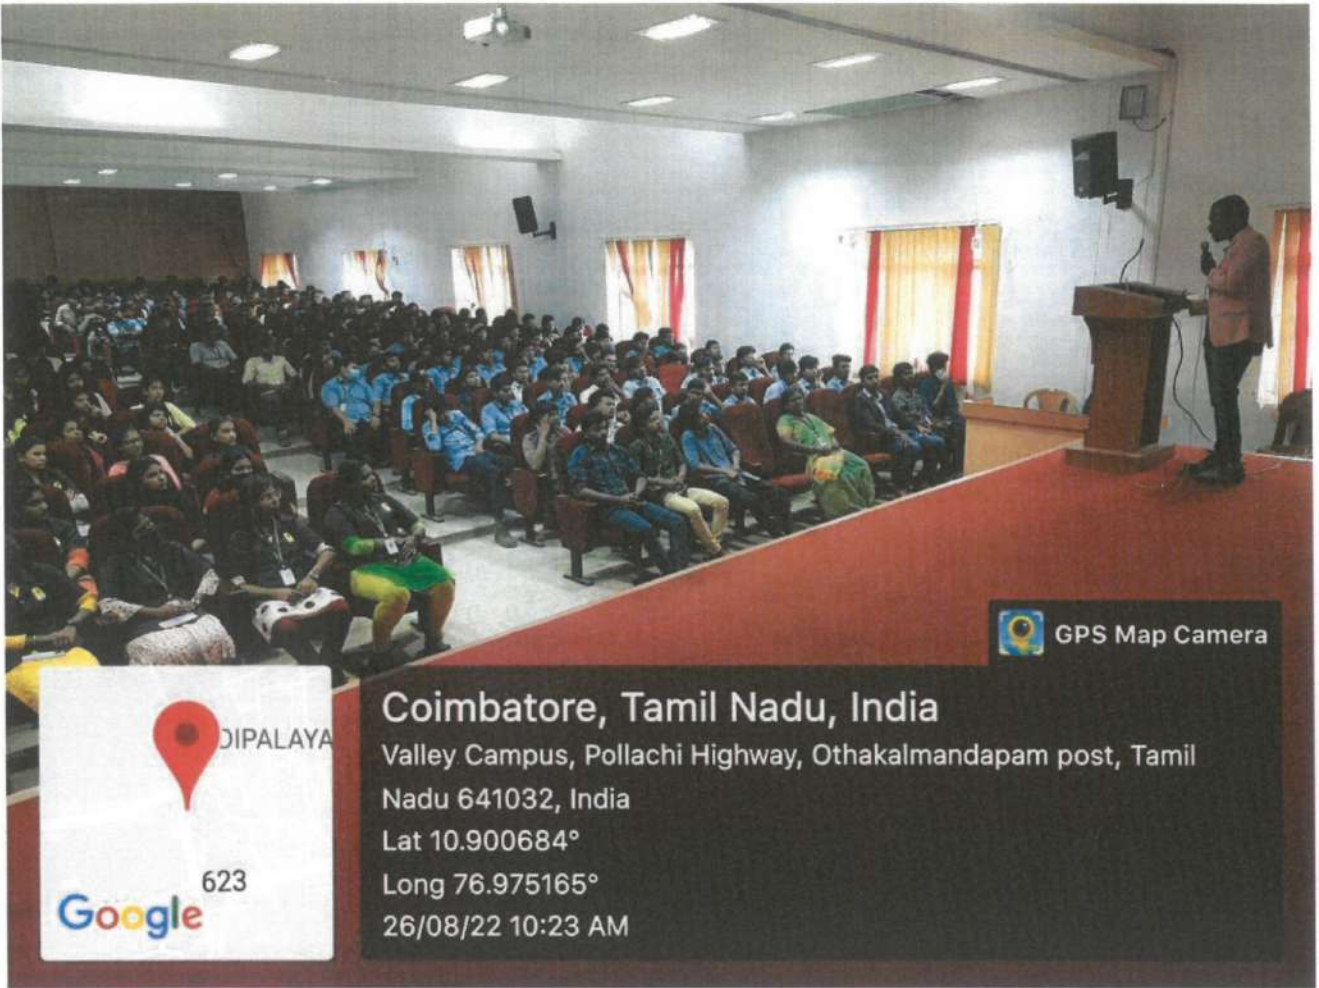 GPS Map Camera
Coimbatore, Tamil Nadu, India
Valley Campus, Pollachi Highway, Othakalmandapam post, Tamil
Nadu 641032, India
Lat 10.900684°
Long 76.975165°
26/08/22 10:23 AM
DIPALAYA
623
Google